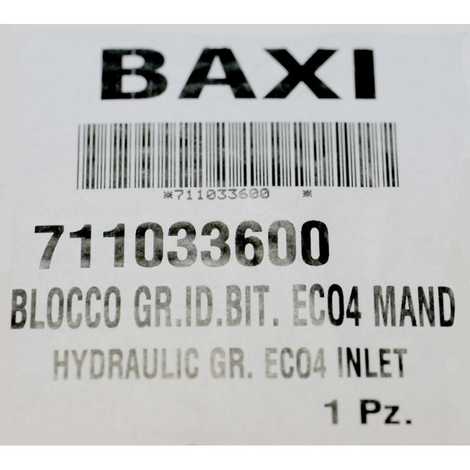 BAXI
*711033600 *
711033600
BLOCCO GR.ID.BIT. ECO4 MAND
HYDRAULIC GR. ECO4 INLET
1 Pz.